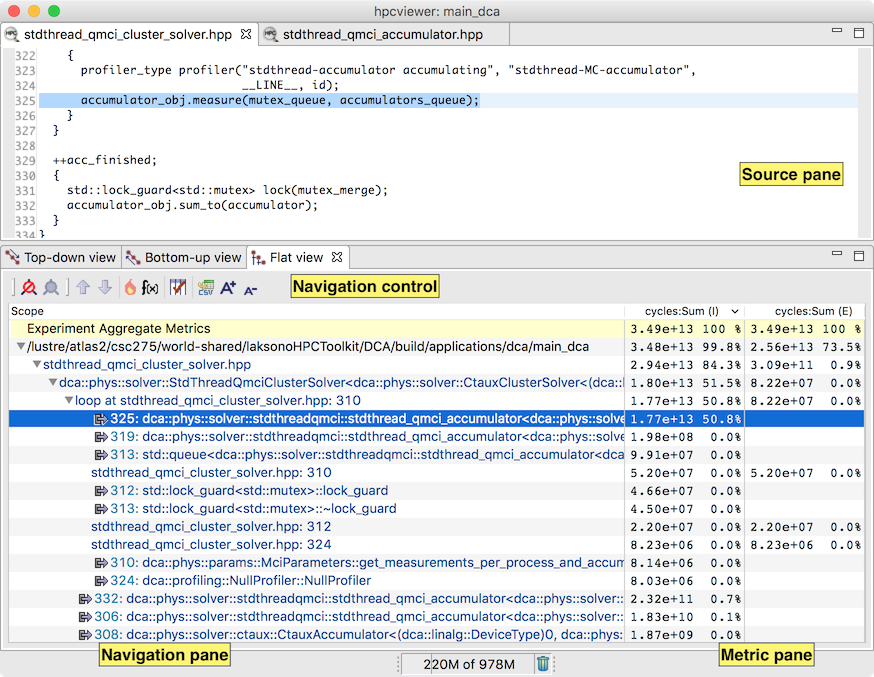 hpcviewer: main_dca
stdthread_qmci_cluster_solver.hpp
stdthread_qmci_accumulator.hpp
322 {
323 profiler_type profiler("stdthread-accumulator accumulating", "stdthread-MC-accumulator",
324 __LINE__, id);
325 accumulator_obj.measure(mutex_queue, accumulators_queue);
326 }
327 }
328
329 ++acc_finished;
330 {
331 std::lock_guard<std::mutex> lock(mutex_merge);
332 accumulator_obj.sum_to(accumulator);
333 }
334 }
Source pane
Top-down view Bottom-up view Flat view
f(x) CSV A+ A-
Navigation control
Scope cycles:Sum (I) cycles:Sum (E)
Experiment Aggregate Metrics 3.49e+13 100 % 3.49e+13 100 %
/lustre/atlas2/csc275/world-shared/laksonoHPCToolkit/DCA/build/applications/dca/main_dca 3.48e+13 99.8% 2.56e+13 73.5%
stdthread_qmci_cluster_solver.hpp 2.94e+13 84.3% 3.09e+11 0.9%
dca::phys::solver::StdThreadQmciClusterSolver<dca::phys::solver::CtauxClusterSolver<(dca::l 1.80e+13 51.5% 8.22e+07 0.0%
loop at stdthread_qmci_cluster_solver.hpp: 310 1.77e+13 50.8% 8.22e+07 0.0%
325: dca::phys::solver::stdthreadqmci::stdthread_qmci_accumulator<dca::phys::solve 1.77e+13 50.8%
319: dca::phys::solver::stdthreadqmci::stdthread_qmci_accumulator<dca::phys::solve 1.98e+08 0.0%
313: std::queue<dca::phys::solver::stdthreadqmci::stdthread_qmci_accumulator<dca 9.91e+07 0.0%
stdthread_qmci_cluster_solver.hpp: 310 5.20e+07 0.0% 5.20e+07 0.0%
312: std::lock_guard<std::mutex>::lock_guard 4.66e+07 0.0%
313: std::lock_guard<std::mutex>::~lock_guard 4.50e+07 0.0%
stdthread_qmci_cluster_solver.hpp: 312 2.20e+07 0.0% 2.20e+07 0.0%
stdthread_qmci_cluster_solver.hpp: 324 8.23e+06 0.0% 8.23e+06 0.0%
310: dca::phys::params::MciParameters::get_measurements_per_process_and_accum 8.14e+06 0.0%
324: dca::profiling::NullProfiler::NullProfiler 8.03e+06 0.0%
332: dca::phys::solver::stdthreadqmci::stdthread_qmci_accumulator<dca::phys::solver:: 2.32e+11 0.7%
306: dca::phys::solver::stdthreadqmci::stdthread_qmci_accumulator<dca::phys::solver:: 1.83e+10 0.1%
308: dca::phys::solver::ctaux::CtauxAccumulator<(dca::linalg::DeviceType)0, dca::phys: 1.87e+09 0.0%
Navigation pane
Metric pane
220M of 978M